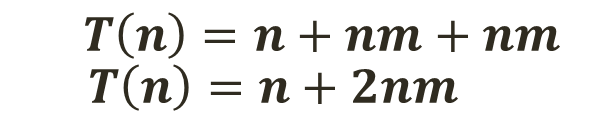 T(n) = n + nm + nm
T(n) = n + 2nm